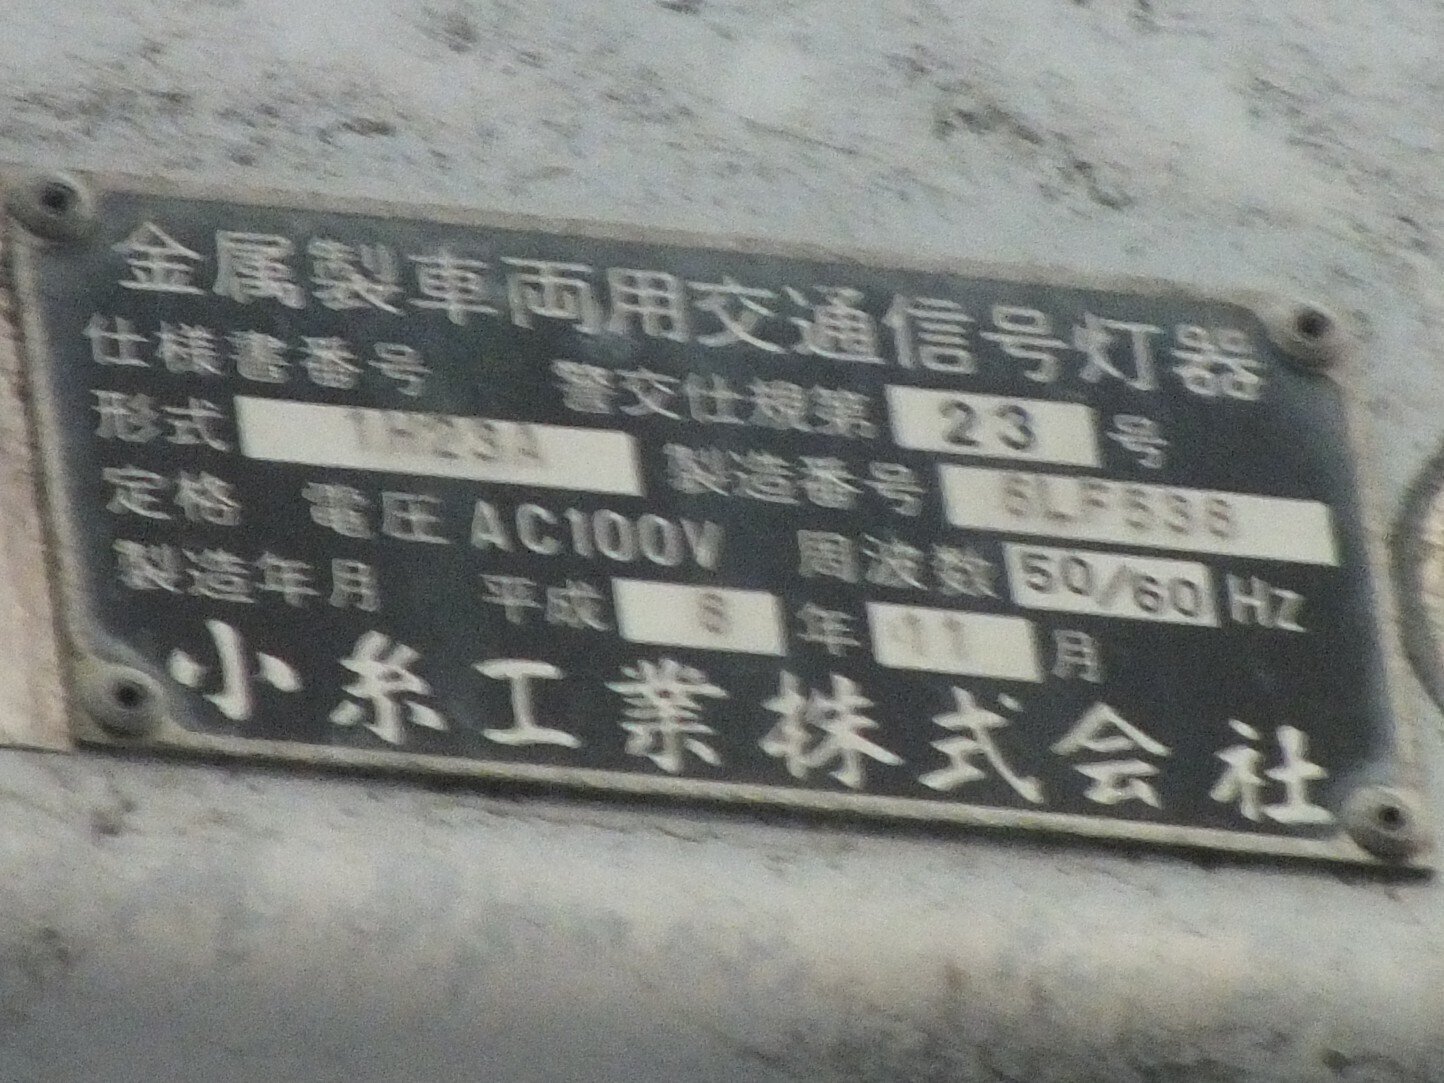 金属製車両用交通信号灯器
仕様書番号 警交仕規第 23 号
形式 1H23A 製造番号
定格 電圧 AC100V 周波数 50/60 Hz
製造年月 平成 年 11 月
小糸工業株式会社